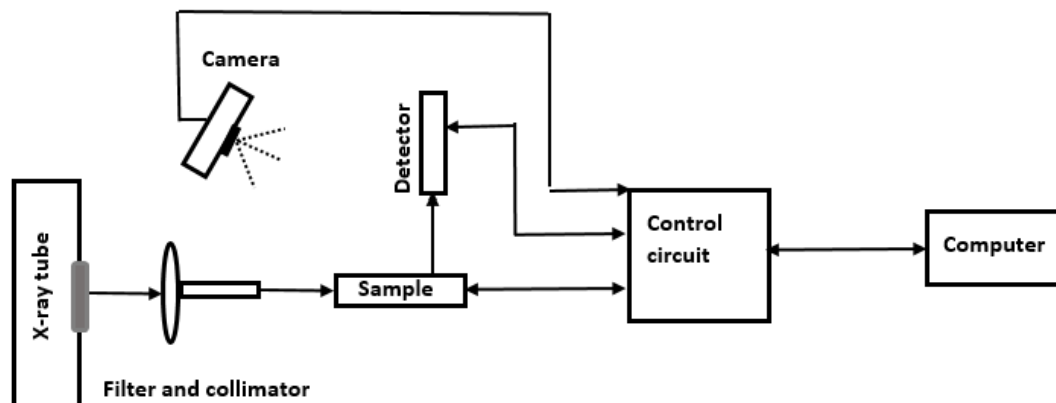 Camera
Detector
X-ray tube
Control
circuit
Computer
Sample
Filter and collimator